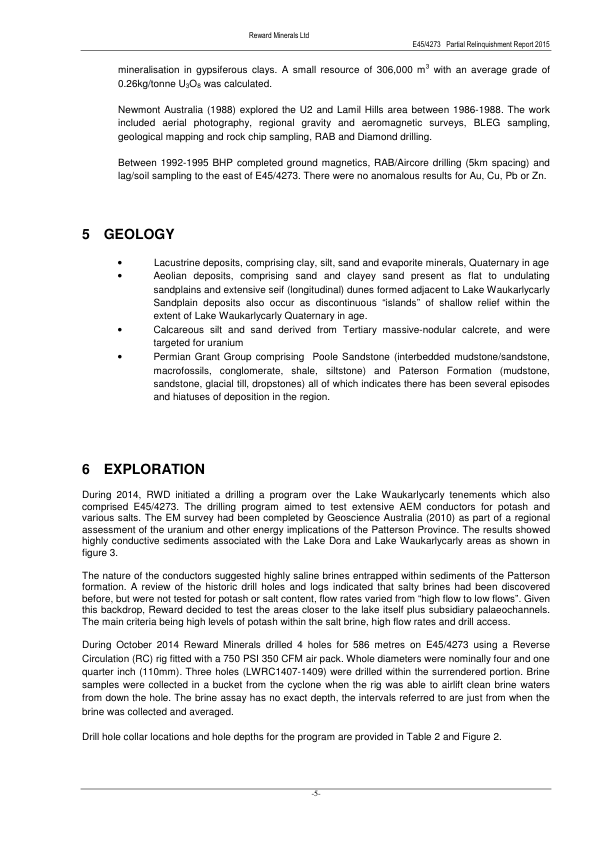 Reward Minerals Ltd
E45/4273 Partial Relinquishment Report 2015
mineralisation in gypsiferous clays. A small resource of 306,000 m³ with an average grade of
0.26kg/tonne U₃O₈ was calculated.
Newmont Australia (1988) explored the U2 and Lamil Hills area between 1986-1988. The work
included aerial photography, regional gravity and aeromagnetic surveys, BLEG sampling,
geological mapping and rock chip sampling, RAB and Diamond drilling.
Between 1992-1995 BHP completed ground magnetics, RAB/Aircore drilling (5km spacing) and
lag/soil sampling to the east of E45/4273. There were no anomalous results for Au, Cu, Pb or Zn.
5 GEOLOGY
• Lacustrine deposits, comprising clay, silt, sand and evaporite minerals, Quaternary in age
• Aeolian deposits, comprising sand and clayey sand present as flat to undulating
sandplains and extensive seif (longitudinal) dunes formed adjacent to Lake Waukarlycarly
Sandplain deposits also occur as discontinuous “islands” of shallow relief within the
extent of Lake Waukarlycarly Quaternary in age.
• Calcareous silt and sand derived from Tertiary massive-nodular calcrete, and were
targeted for uranium
• Permian Grant Group comprising Poole Sandstone (interbedded mudstone/sandstone,
macrofossils, conglomerate, shale, siltstone) and Paterson Formation (mudstone,
sandstone, glacial till, dropstones) all of which indicates there has been several episodes
and hiatuses of deposition in the region.
6 EXPLORATION
During 2014, RWD initiated a drilling a program over the Lake Waukarlycarly tenements which also
comprised E45/4273. The drilling program aimed to test extensive AEM conductors for potash and
various salts. The EM survey had been completed by Geoscience Australia (2010) as part of a regional
assessment of the uranium and other energy implications of the Patterson Province. The results showed
highly conductive sediments associated with the Lake Dora and Lake Waukarlycarly areas as shown in
figure 3.
The nature of the conductors suggested highly saline brines entrapped within sediments of the Patterson
formation. A review of the historic drill holes and logs indicated that salty brines had been discovered
before, but were not tested for potash or salt content, flow rates varied from “high flow to low flows”. Given
this backdrop, Reward decided to test the areas closer to the lake itself plus subsidiary palaeochannels.
The main criteria being high levels of potash within the salt brine, high flow rates and drill access.
During October 2014 Reward Minerals drilled 4 holes for 586 metres on E45/4273 using a Reverse
Circulation (RC) rig fitted with a 750 PSI 350 CFM air pack. Whole diameters were nominally four and one
quarter inch (110mm). Three holes (LWRC1407-1409) were drilled within the surrendered portion. Brine
samples were collected in a bucket from the cyclone when the rig was able to airlift clean brine waters
from down the hole. The brine assay has no exact depth, the intervals referred to are just from when the
brine was collected and averaged.
Drill hole collar locations and hole depths for the program are provided in Table 2 and Figure 2.
-5-